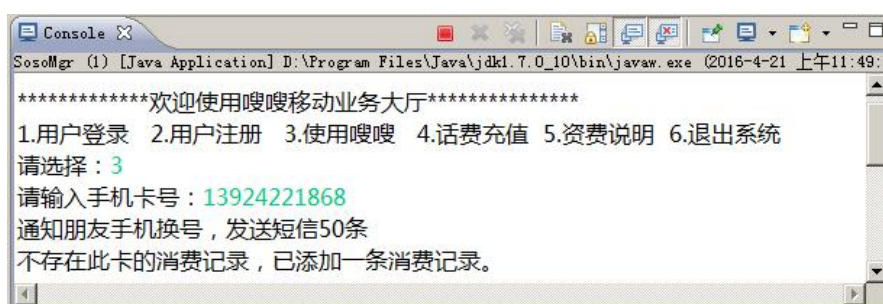 Console
SosoMgr (1) [Java Application] D:\Program Files\Java\jdk1.7.0_10\bin\javaw.exe (2016-4-21 上午11:49:
*************欢迎使用嗖嗖移动业务大厅***************
1.用户登录 2.用户注册 3.使用嗖嗖 4.话费充值 5.资费说明 6.退出系统
请选择：3
请输入手机卡号：13924221868
通知朋友手机换号，发送短信50条
不存在此卡的消费记录，已添加一条消费记录。